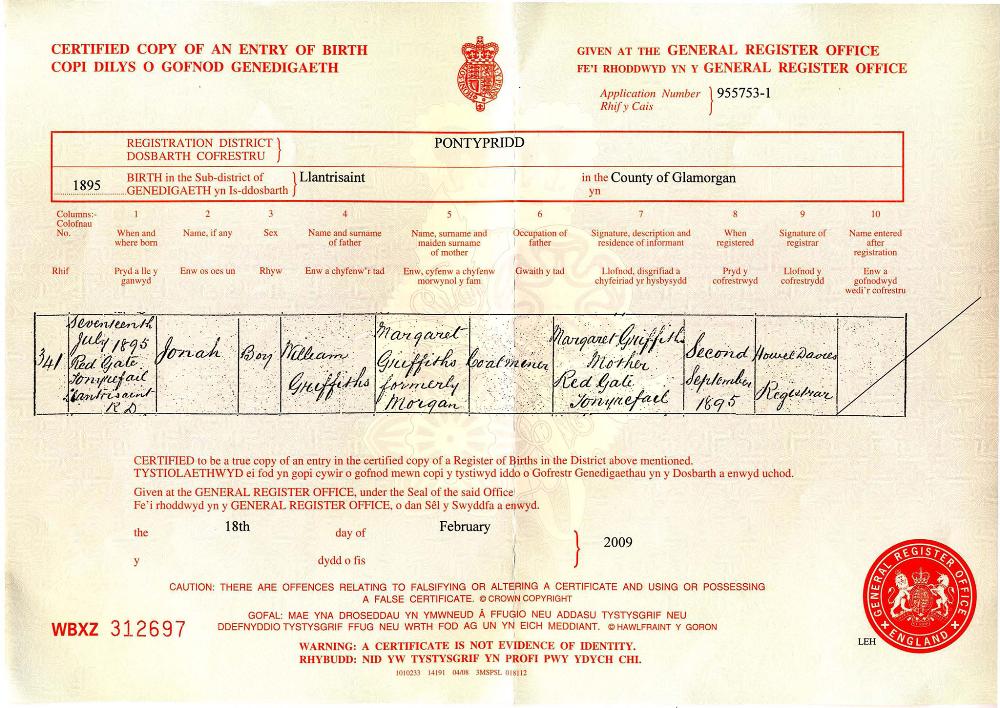 CERTIFIED COPY OF AN ENTRY OF BIRTH
COPI DILYS O GOFNOD GENEDIGAETH
GIVEN AT THE GENERAL REGISTER OFFICE
FE'I RHODDWYD YN Y GENERAL REGISTER OFFICE
Application Number
Rhif y Cais
955753-1
REGISTRATION DISTRICT
DOSBARTH COFRESTRU
PONTYPRIDD
1895
BIRTH in the Sub-district of
GENEDIGAETH yn Is-ddosbarth
Llantrisaint
in the County of Glamorgan
yn
Columns:-
Colofnau
No.
1 2 3 4 5 6 7 8 9 10
When and
where born
Name, if any
Sex
Name and surname
of father
Name, surname and
maiden surname
of mother
Occupation of
father
Signature, description and
residence of informant
When
registered
Signature of
registrar
Name entered
after
registration
Rhif
Pryd a lle y
ganwyd
Enw os oes un
Rhyw
Enw a chyfenw'r tad
Enw, cyfenw a chyfenw
morwynol y fam
Gwaith y tad
Llofnod, disgrifiad a
chyfeiriad yr hysbysydd
Pryd y
cofrestrwyd
Llofnod y
cofrestrydd
Enw a
gofnodwyd
wedi'r cofrestru
341
Seventeenth
July 1895
Red Gate
Tonyrefail
Llantrisaint
R D
Jonah
Boy
William
Griffiths
Margaret
Griffiths
formerly
Morgan
Coal miner
Margaret Griffiths
Mother
Red Gate
Tonyrefail
Second
September
1895
Howel Davies
Registrar
CERTIFIED to be a true copy of an entry in the certified copy of a Register of Births in the District above mentioned.
TYSTIOLAETHWYD ei fod yn gopi cywir o gofnod mewn copi y tystiwyd iddo o Gofrestr Genedigaethau yn y Dosbarth a enwyd uchod.
Given at the GENERAL REGISTER OFFICE, under the Seal of the said Office
Fe'i rhoddwyd yn y GENERAL REGISTER OFFICE, o dan Sêl y Swyddfa a enwyd.
the 18th day of February
2009
y dydd o fis
CAUTION: THERE ARE OFFENCES RELATING TO FALSIFYING OR ALTERING A CERTIFICATE AND USING OR POSSESSING
A FALSE CERTIFICATE. © CROWN COPYRIGHT
GOFAL: MAE YNA DROSEDDAU YN YMWNEUD Â FFUGIO NEU ADDASU TYSTYSGRIF NEU
DDEFNYDDIO TYSTYSGRIF FFUG NEU WRTH FOD AG UN YN EICH MEDDIANT. © HAWLFRAINT Y GORON
WBXZ 312697
WARNING: A CERTIFICATE IS NOT EVIDENCE OF IDENTITY.
RHYBUDD: NID YW TYSTYSGRIF YN PROFI PWY YDYCH CHI.
1010233 14191 04/08 3MSPSL 018112
GENERAL REGISTER OFFICE
ENGLAND
LEH